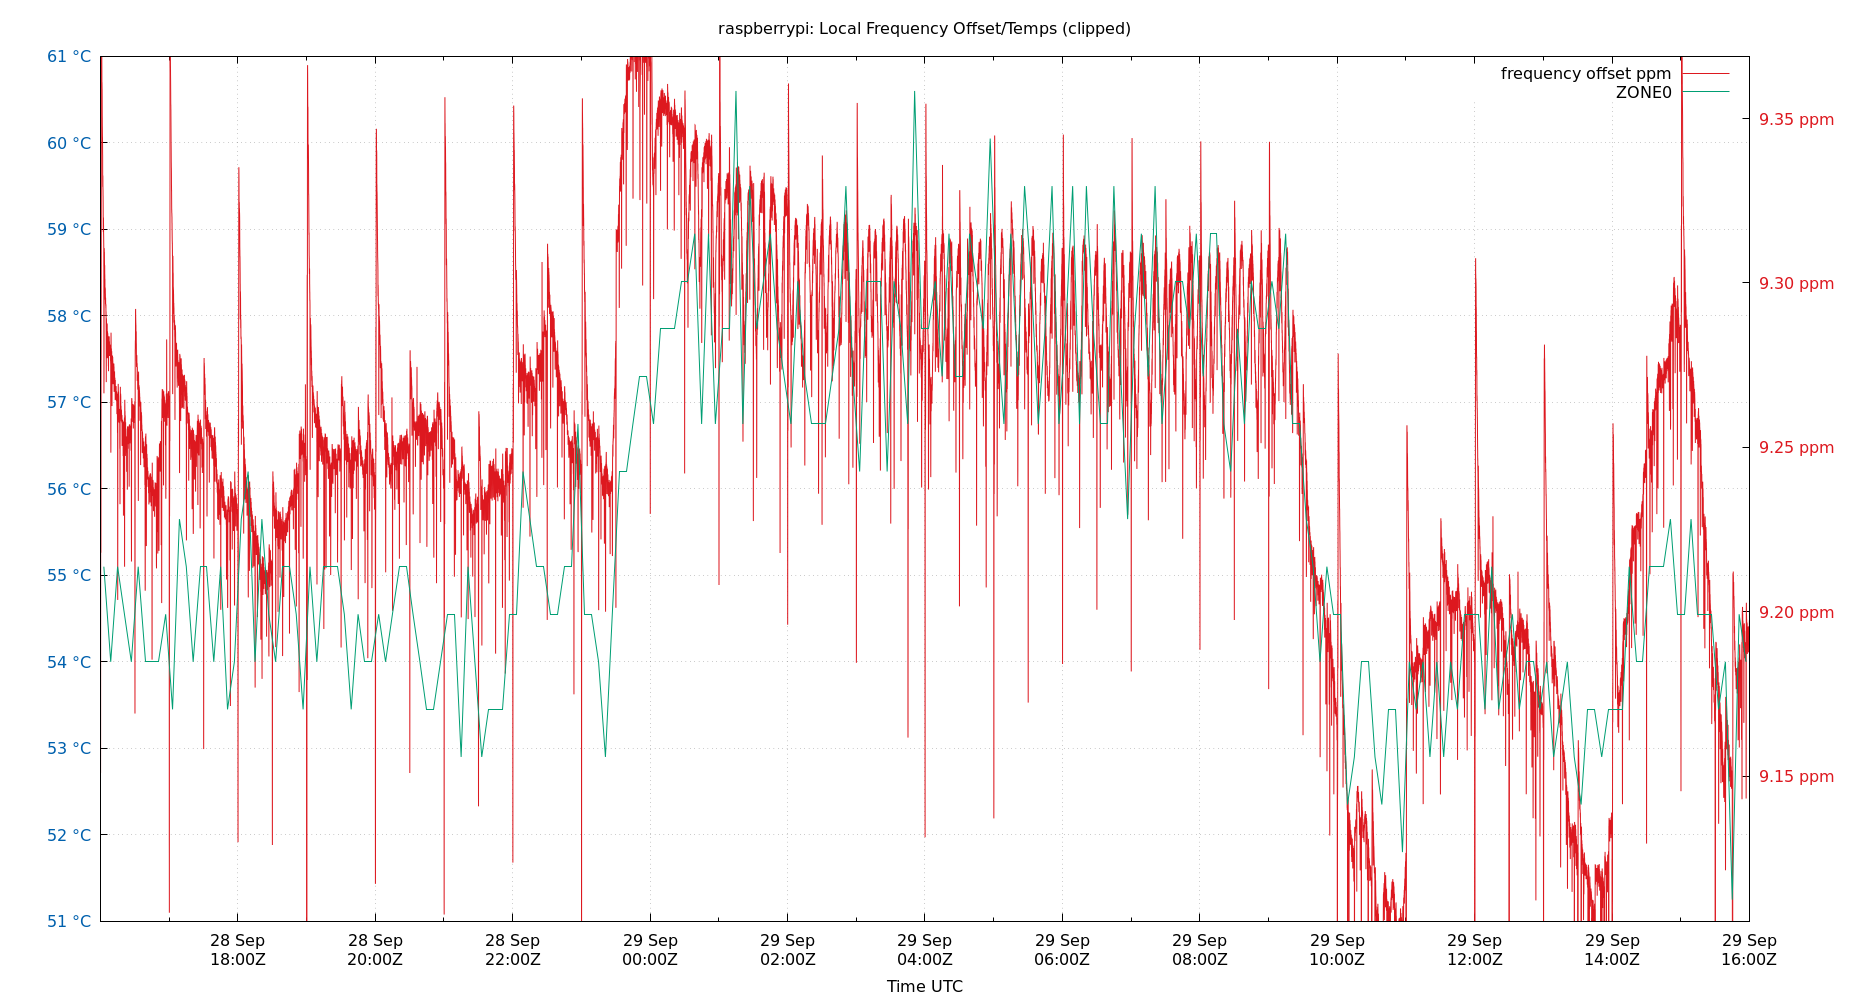 raspberrypi: Local Frequency Offset/Temps (clipped)
frequency offset ppm
ZONE0
61 °C
60 °C
59 °C
58 °C
57 °C
56 °C
55 °C
54 °C
53 °C
52 °C
51 °C
9.35 ppm
9.30 ppm
9.25 ppm
9.20 ppm
9.15 ppm
28 Sep
18:00Z
28 Sep
20:00Z
28 Sep
22:00Z
29 Sep
00:00Z
29 Sep
02:00Z
29 Sep
04:00Z
29 Sep
06:00Z
29 Sep
08:00Z
29 Sep
10:00Z
29 Sep
12:00Z
29 Sep
14:00Z
29 Sep
16:00Z
Time UTC